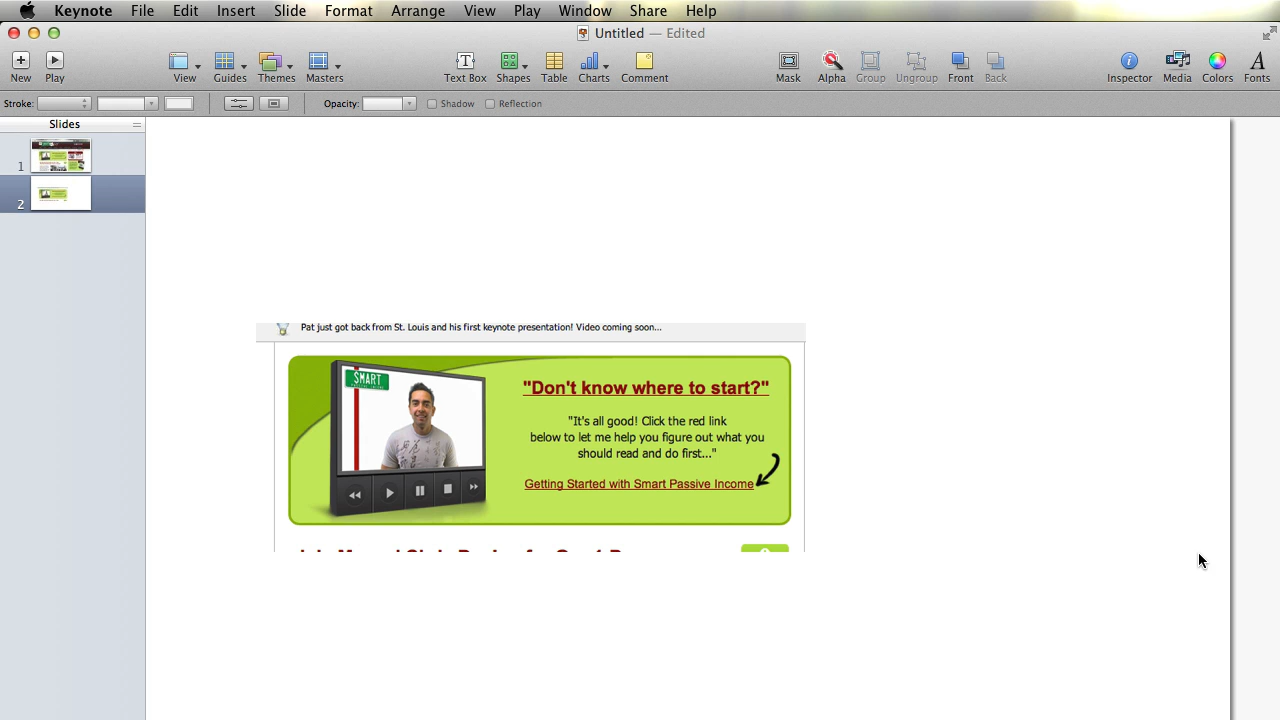 Keynote File Edit Insert Slide Format Arrange View Play Window Share Help
Untitled — Edited
New Play View Guides Themes Masters Text Box Shapes Table Charts Comment Mask Alpha Group Ungroup Front Back Inspector Media Colors Fonts
Stroke: Opacity: Shadow Reflection
Slides
1
2
Pat just got back from St. Louis and his first keynote presentation! Video coming soon...
SMART
"Don't know where to start?"
"It's all good! Click the red link
below to let me help you figure out what you
should read and do first..."
Getting Started with Smart Passive Income